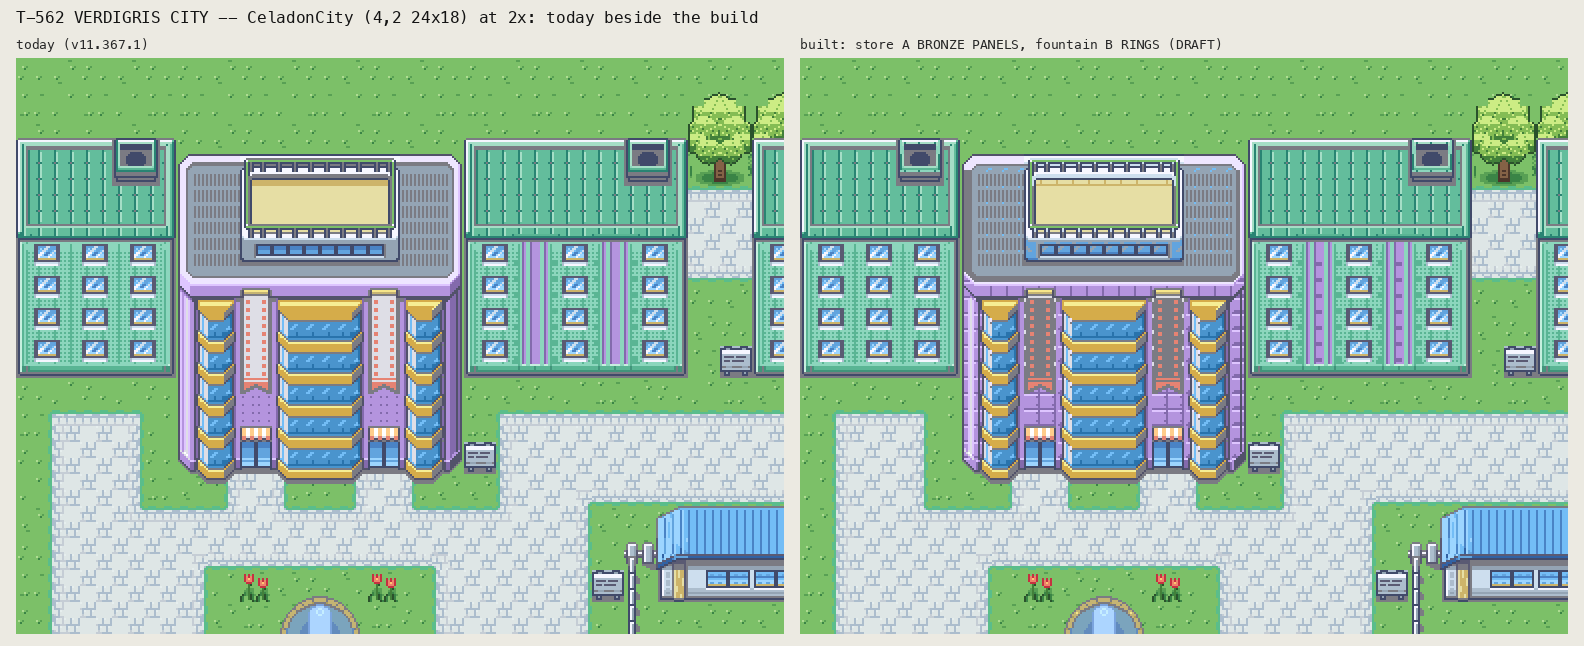 T-562 VERDIGRIS CITY -- CeladonCity (4,2 24x18) at 2x: today beside the build
today (v11.367.1)
built: store A BRONZE PANELS, fountain B RINGS (DRAFT)